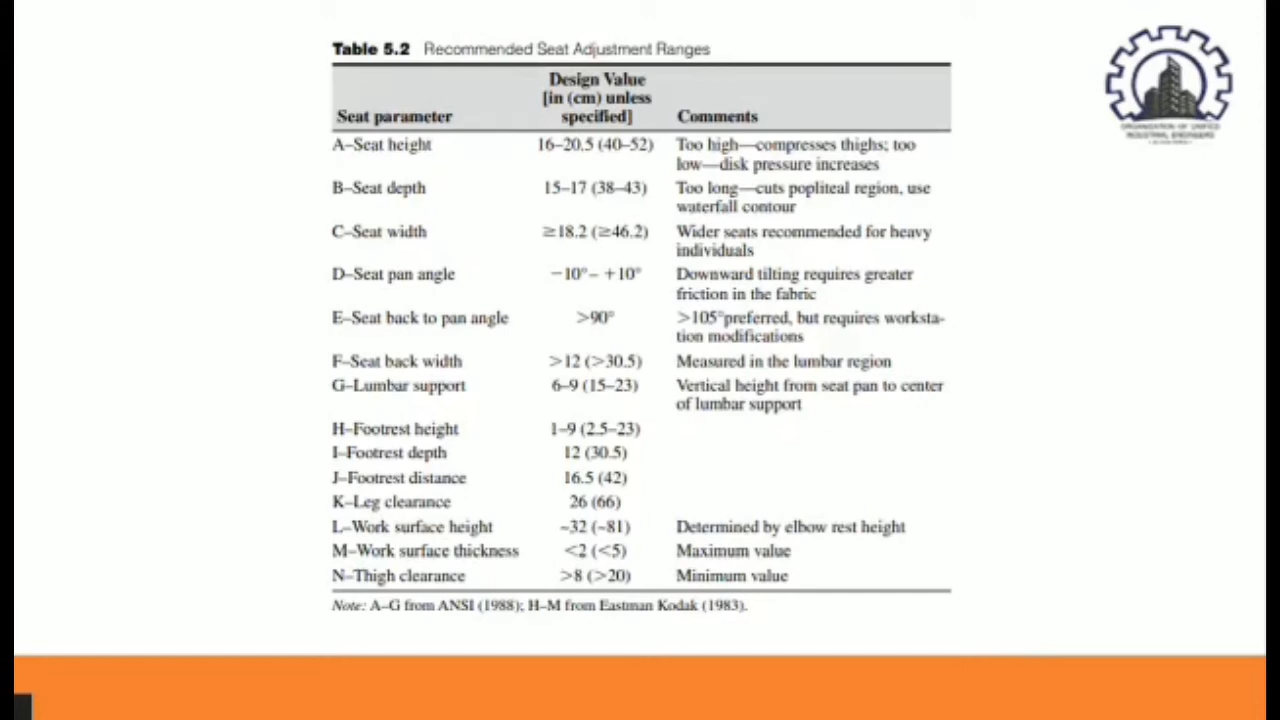 Table 5.2 Recommended Seat Adjustment Ranges
Design Value
[in (cm) unless
Seat parameter specified] Comments
A–Seat height 16–20.5 (40–52) Too high—compresses thighs; too
low—disk pressure increases
B–Seat depth 15–17 (38–43) Too long—cuts popliteal region, use
waterfall contour
C–Seat width ≥18.2 (≥46.2) Wider seats recommended for heavy
individuals
D–Seat pan angle −10°– +10° Downward tilting requires greater
friction in the fabric
E–Seat back to pan angle >90° >105°preferred, but requires worksta-
tion modifications
F–Seat back width >12 (>30.5) Measured in the lumbar region
G–Lumbar support 6–9 (15–23) Vertical height from seat pan to center
of lumbar support
H–Footrest height 1–9 (2.5–23)
I–Footrest depth 12 (30.5)
J–Footrest distance 16.5 (42)
K–Leg clearance 26 (66)
L–Work surface height ~32 (~81) Determined by elbow rest height
M–Work surface thickness <2 (<5) Maximum value
N–Thigh clearance >8 (>20) Minimum value
Note: A–G from ANSI (1988); H–M from Eastman Kodak (1983).
ORGANIZATION OF UNITED
INDUSTRIAL ENGINEERS